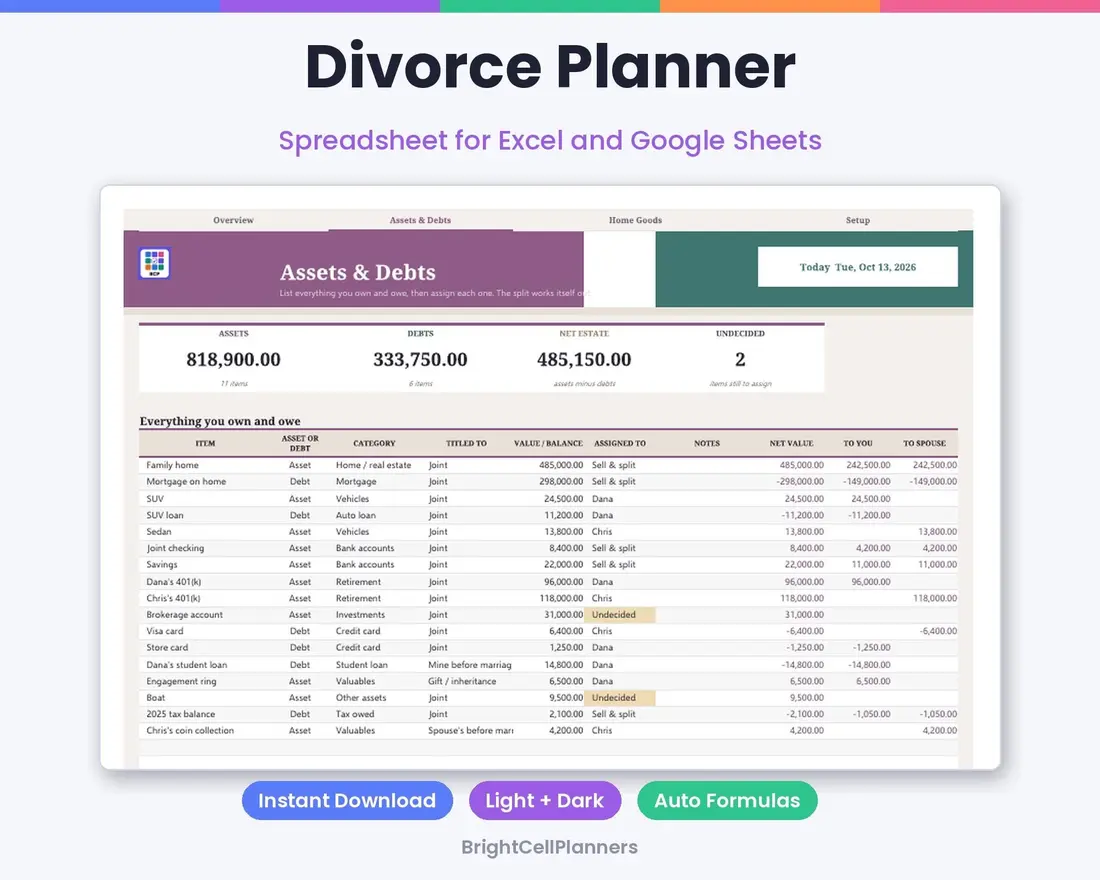 Divorce Planner
Spreadsheet for Excel and Google Sheets
Overview Assets & Debts Home Goods Setup
BCP
Assets & Debts
List everything you own and owe, then assign each one. The split works itself out
Today Tue, Oct 13, 2026
ASSETS DEBTS NET ESTATE UNDECIDED
818,900.00 333,750.00 485,150.00 2
11 items 6 items assets minus debts items still to assign
Everything you own and owe
ITEM ASSET OR DEBT CATEGORY TITLED TO VALUE / BALANCE ASSIGNED TO NOTES NET VALUE TO YOU TO SPOUSE
Family home Asset Home / real estate Joint 485,000.00 Sell & split 485,000.00 242,500.00 242,500.00
Mortgage on home Debt Mortgage Joint 298,000.00 Sell & split -298,000.00 -149,000.00 -149,000.00
SUV Asset Vehicles Joint 24,500.00 Dana 24,500.00 24,500.00
SUV loan Debt Auto loan Joint 11,200.00 Dana -11,200.00 -11,200.00
Sedan Asset Vehicles Joint 13,800.00 Chris 13,800.00 13,800.00
Joint checking Asset Bank accounts Joint 8,400.00 Sell & split 8,400.00 4,200.00 4,200.00
Savings Asset Bank accounts Joint 22,000.00 Sell & split 22,000.00 11,000.00 11,000.00
Dana's 401(k) Asset Retirement Joint 96,000.00 Dana 96,000.00 96,000.00
Chris's 401(k) Asset Retirement Joint 118,000.00 Chris 118,000.00 118,000.00
Brokerage account Asset Investments Joint 31,000.00 Undecided 31,000.00
Visa card Debt Credit card Joint 6,400.00 Chris -6,400.00 -6,400.00
Store card Debt Credit card Joint 1,250.00 Dana -1,250.00 -1,250.00
Dana's student loan Debt Student loan Mine before marriag 14,800.00 Dana -14,800.00 -14,800.00
Engagement ring Asset Valuables Gift / inheritance 6,500.00 Dana 6,500.00 6,500.00
Boat Asset Other assets Joint 9,500.00 Undecided 9,500.00
2025 tax balance Debt Tax owed Joint 2,100.00 Sell & split -2,100.00 -1,050.00 -1,050.00
Chris's coin collection Asset Valuables Spouse's before marr 4,200.00 Chris 4,200.00 4,200.00
Instant Download Light + Dark Auto Formulas
BrightCellPlanners